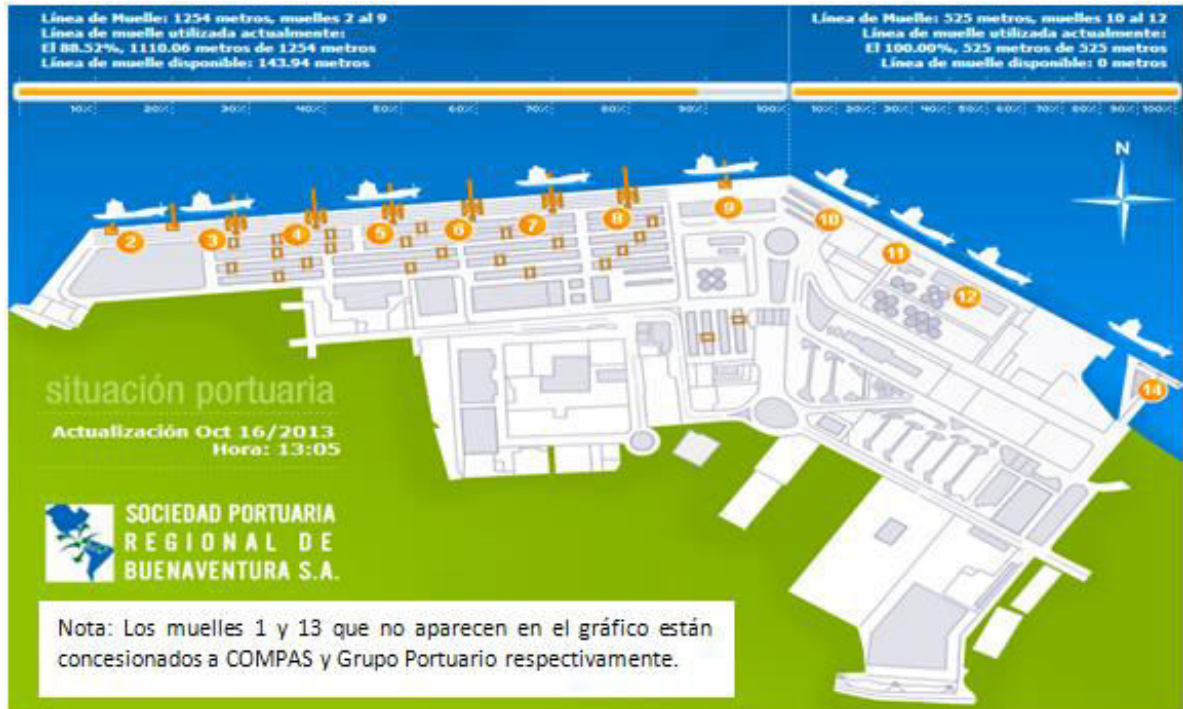 Línea de Muelle: 1254 metros, muelles 2 al 9
Línea de muelle utilizada actualmente:
El 88.52%, 1110.06 metros de 1254 metros
Línea de muelle disponible: 143.94 metros
Línea de Muelle: 525 metros, muelles 10 al 12
Línea de muelle utilizada actualmente:
El 100.00%, 525 metros de 525 metros
Línea de muelle disponible: 0 metros
10% 20% 30% 40% 50% 60% 70% 80% 90% 100%
10% 20% 30% 40% 50% 60% 70% 80% 90% 100%
N
2 3 4 5 6 7 8 9 10
11
12
14
situación portuaria
Actualización Oct 16/2013
Hora: 13:05
SOCIEDAD PORTUARIA
REGIONAL DE
BUENAVENTURA S.A.
Nota: Los muelles 1 y 13 que no aparecen en el gráfico están
concesionados a COMPAS y Grupo Portuario respectivamente.